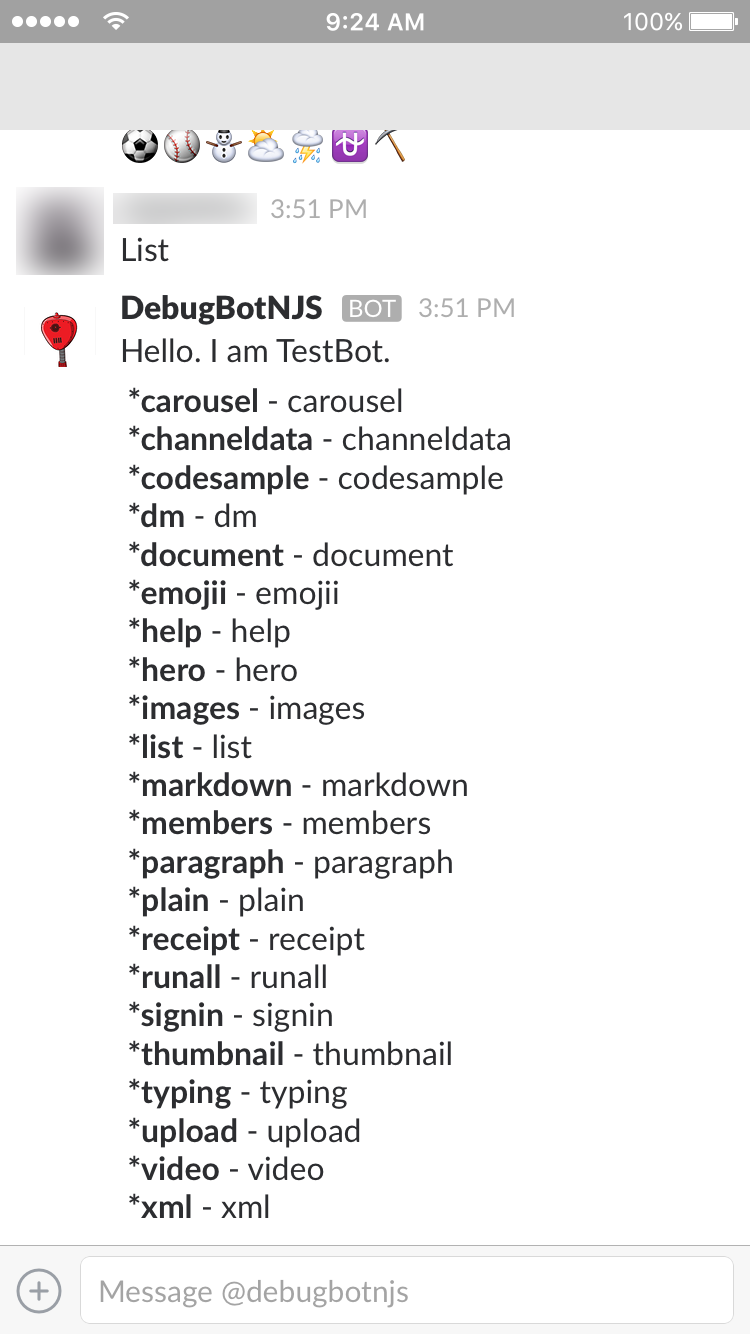 9:24 AM 100%
3:51 PM
List
DebugBotNJS BOT 3:51 PM
Hello. I am TestBot.
*carousel - carousel
*channeldata - channeldata
*codesample - codesample
*dm - dm
*document - document
*emojii - emojii
*help - help
*hero - hero
*images - images
*list - list
*markdown - markdown
*members - members
*paragraph - paragraph
*plain - plain
*receipt - receipt
*runall - runall
*signin - signin
*thumbnail - thumbnail
*typing - typing
*upload - upload
*video - video
*xml - xml
Message @debugbotnjs